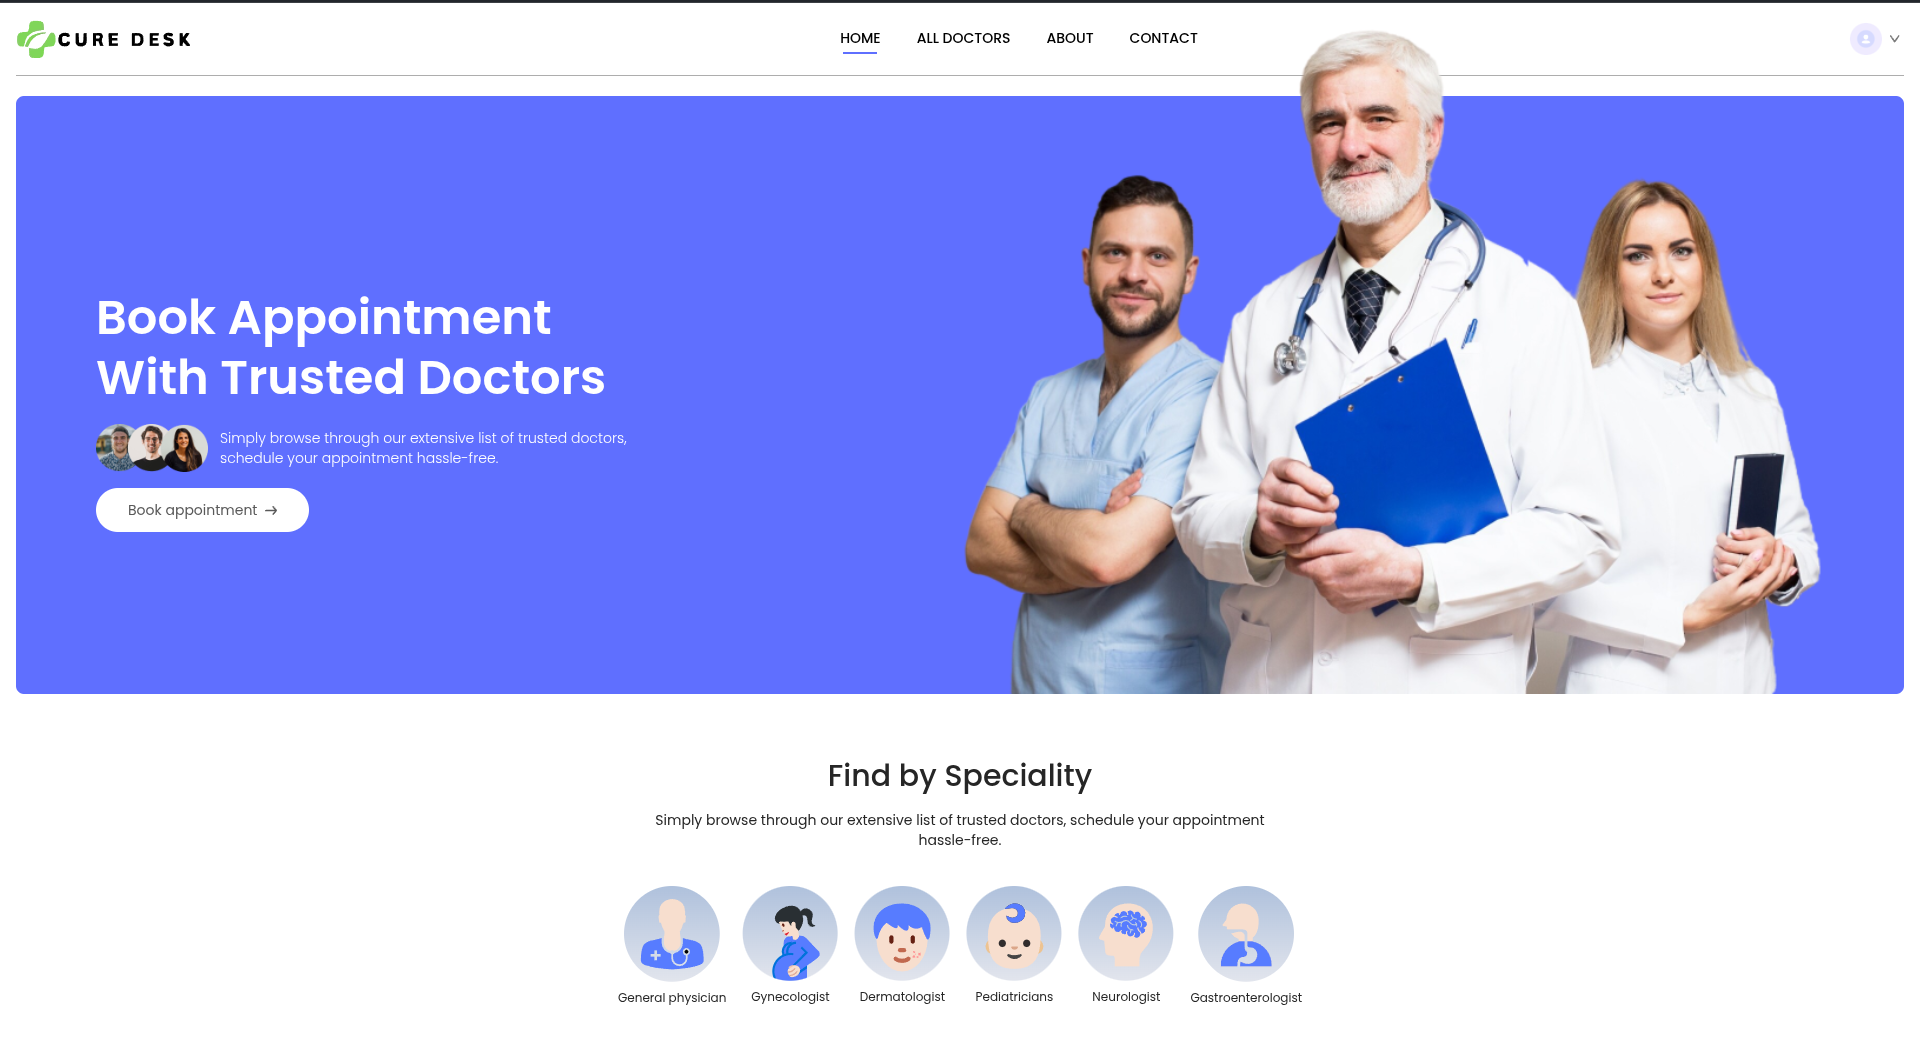 CURE DESK
HOME
ALL DOCTORS
ABOUT
CONTACT
Book Appointment
With Trusted Doctors
Simply browse through our extensive list of trusted doctors,
schedule your appointment hassle-free.
Book appointment →
Find by Speciality
Simply browse through our extensive list of trusted doctors, schedule your appointment
hassle-free.
General physician
Gynecologist
Dermatologist
Pediatricians
Neurologist
Gastroenterologist